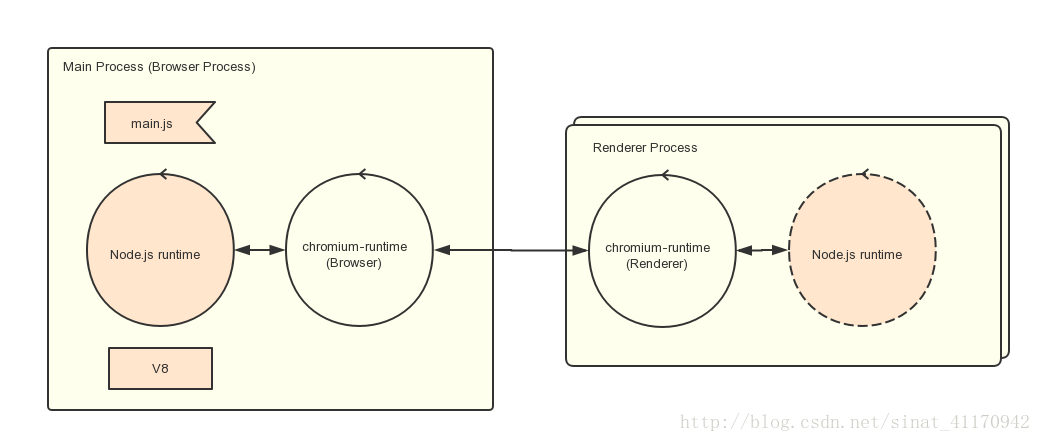 Main Process (Browser Process)
main.js
Node.js runtime
chromium-runtime
(Browser)
V8
Renderer Process
chromium-runtime
(Renderer)
Node.js runtime
http://blog.csdn.net/sinat_41170942